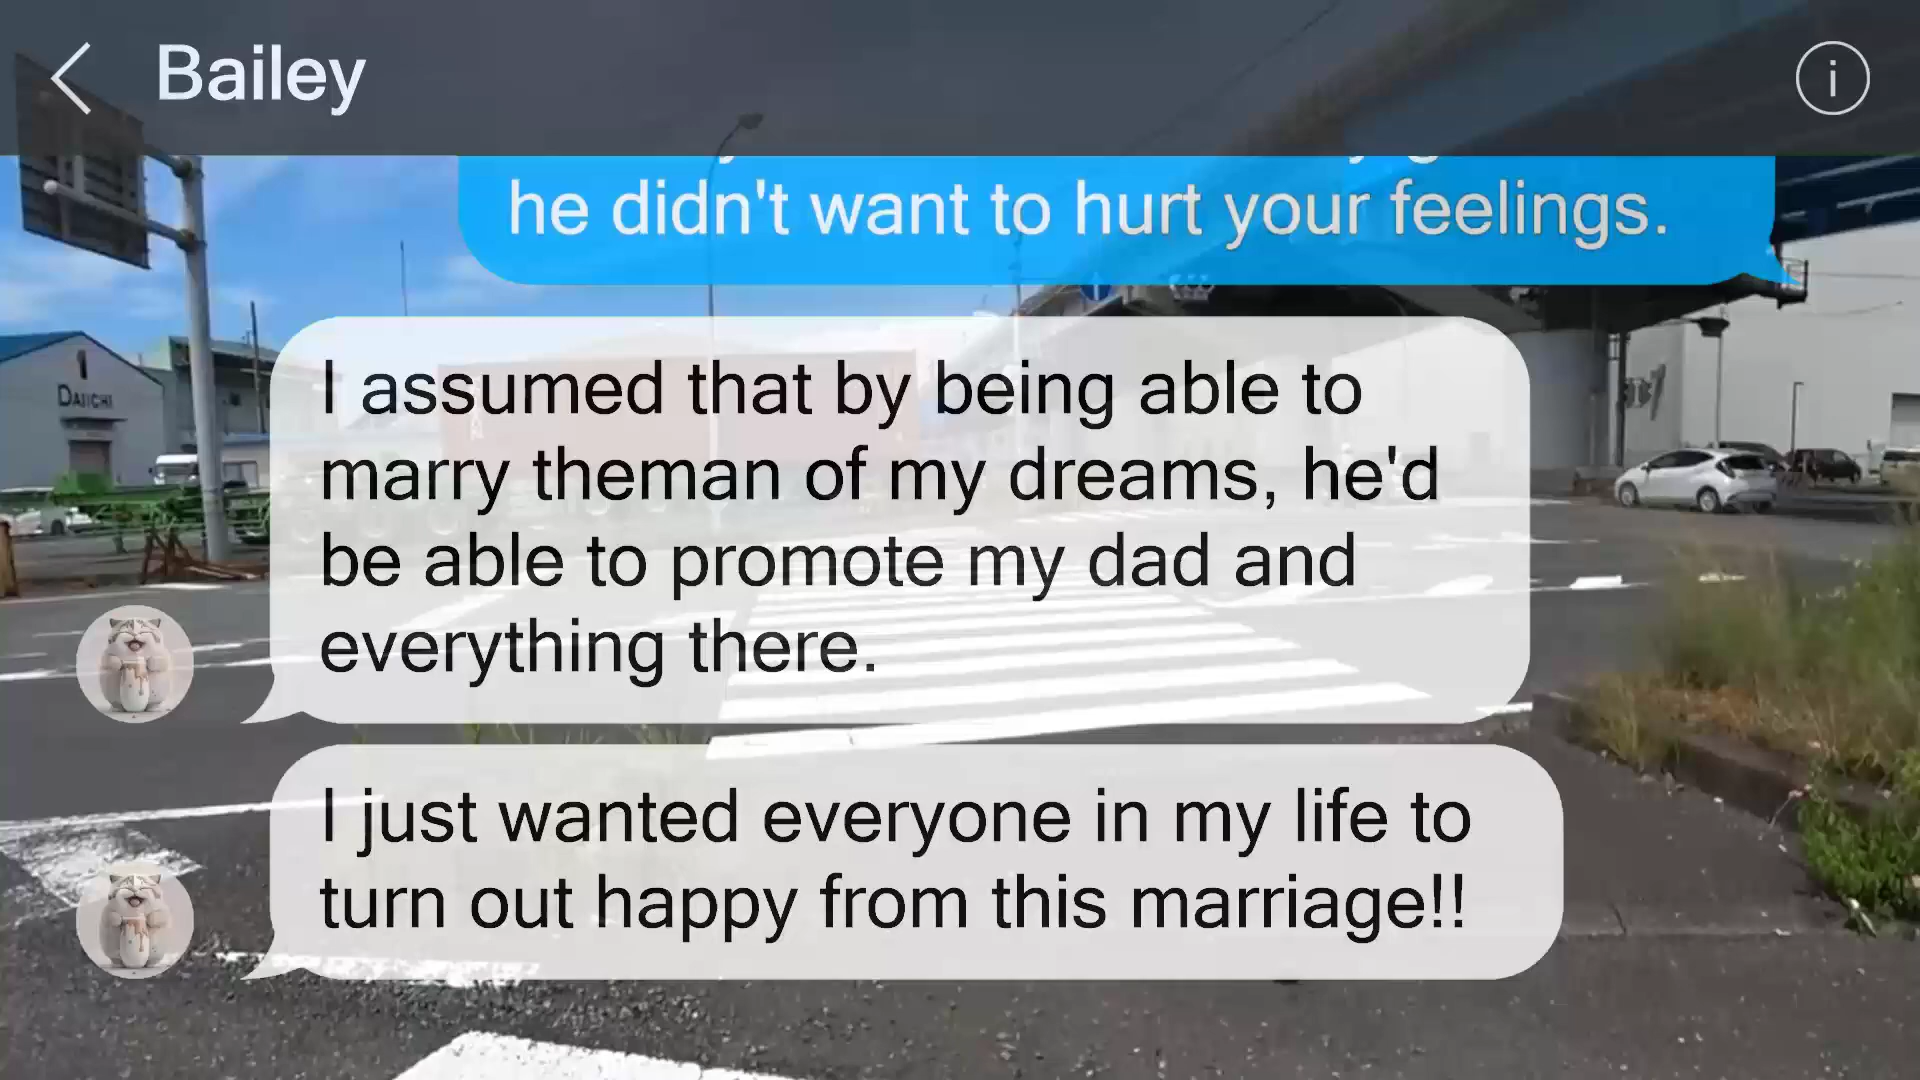 Bailey
he didn't want to hurt your feelings.
DAIICHI
I assumed that by being able to
marry theman of my dreams, he'd
be able to promote my dad and
everything there.
I just wanted everyone in my life to
turn out happy from this marriage!!